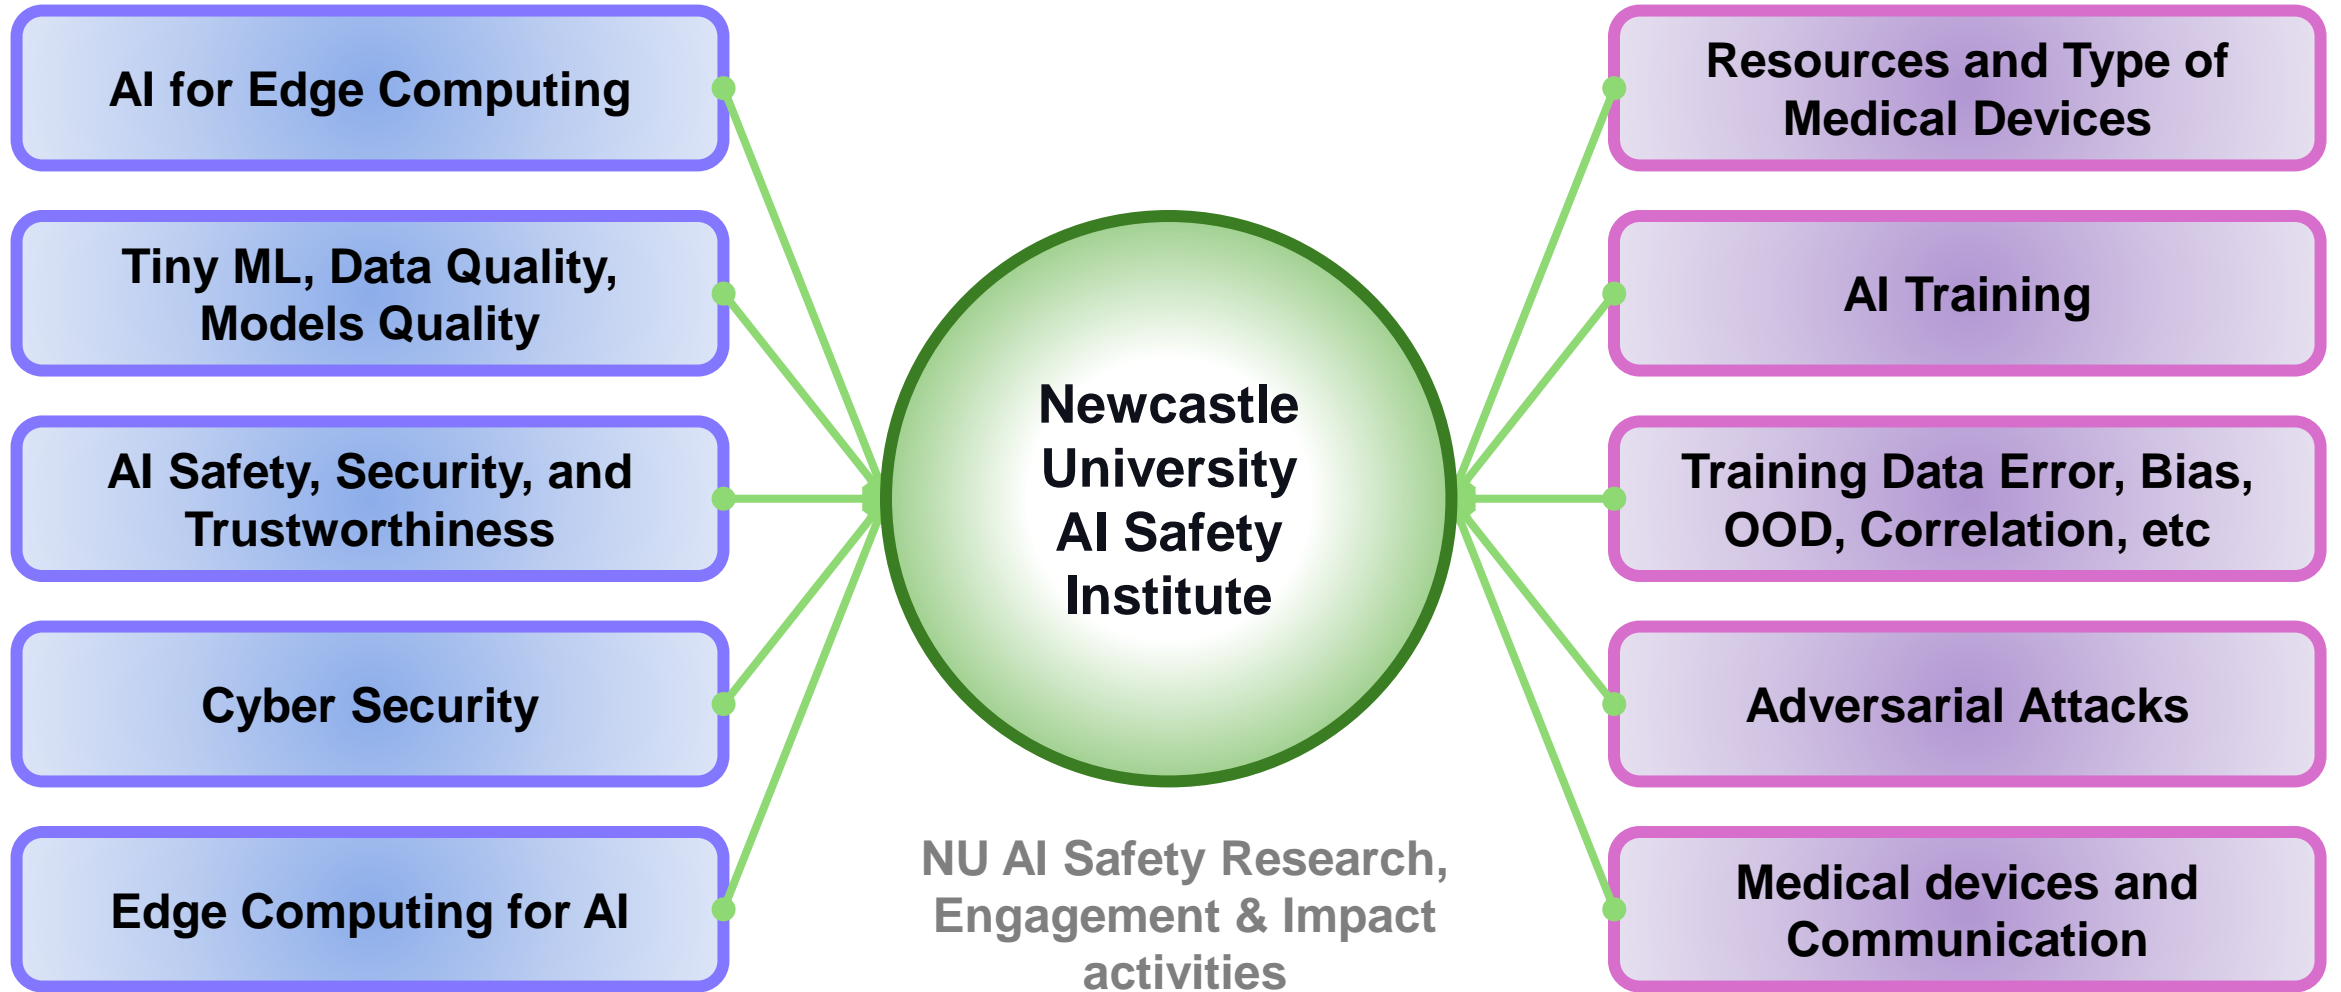 AI for Edge Computing
Tiny ML, Data Quality,
Models Quality
AI Safety, Security, and
Trustworthiness
Cyber Security
Edge Computing for AI
Newcastle
University
AI Safety
Institute
NU AI Safety Research,
Engagement & Impact
activities
Resources and Type of
Medical Devices
AI Training
Training Data Error, Bias,
OOD, Correlation, etc
Adversarial Attacks
Medical devices and
Communication